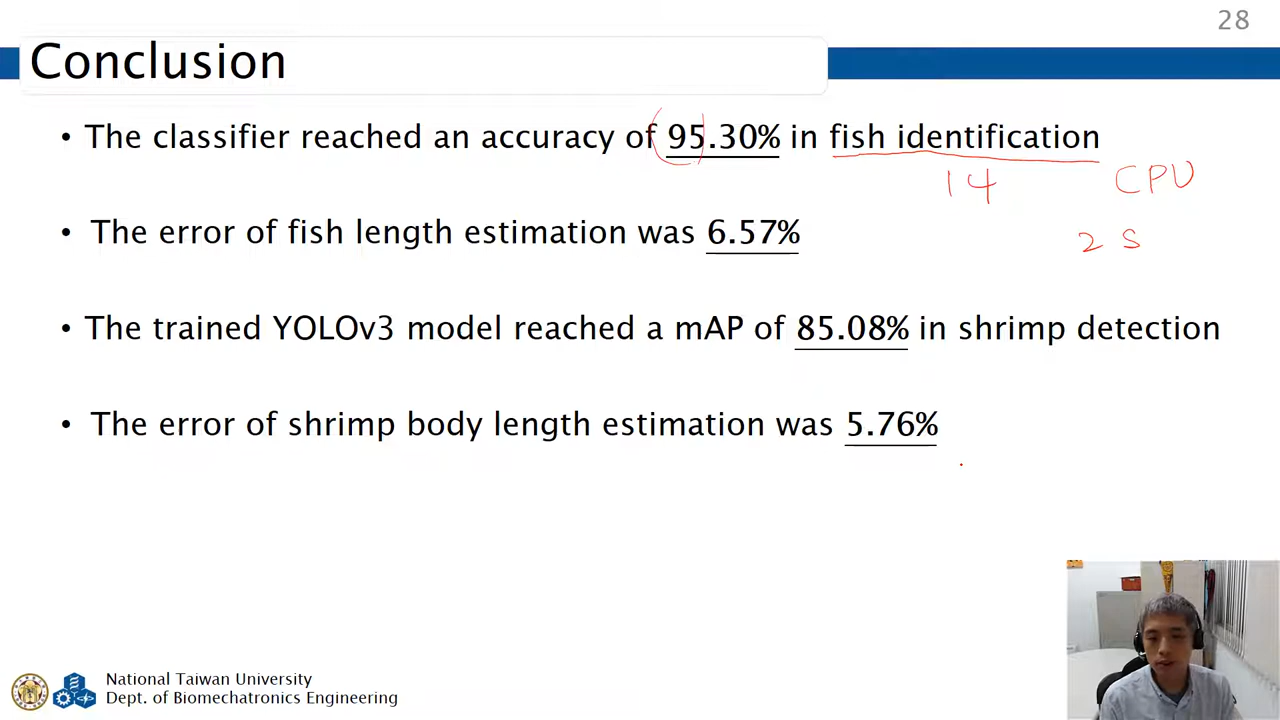 28
Conclusion
• The classifier reached an accuracy of 95.30% in fish identification
14
CPU
2 S
• The error of fish length estimation was 6.57%
• The trained YOLOv3 model reached a mAP of 85.08% in shrimp detection
• The error of shrimp body length estimation was 5.76%
National Taiwan University
Dept. of Biomechatronics Engineering